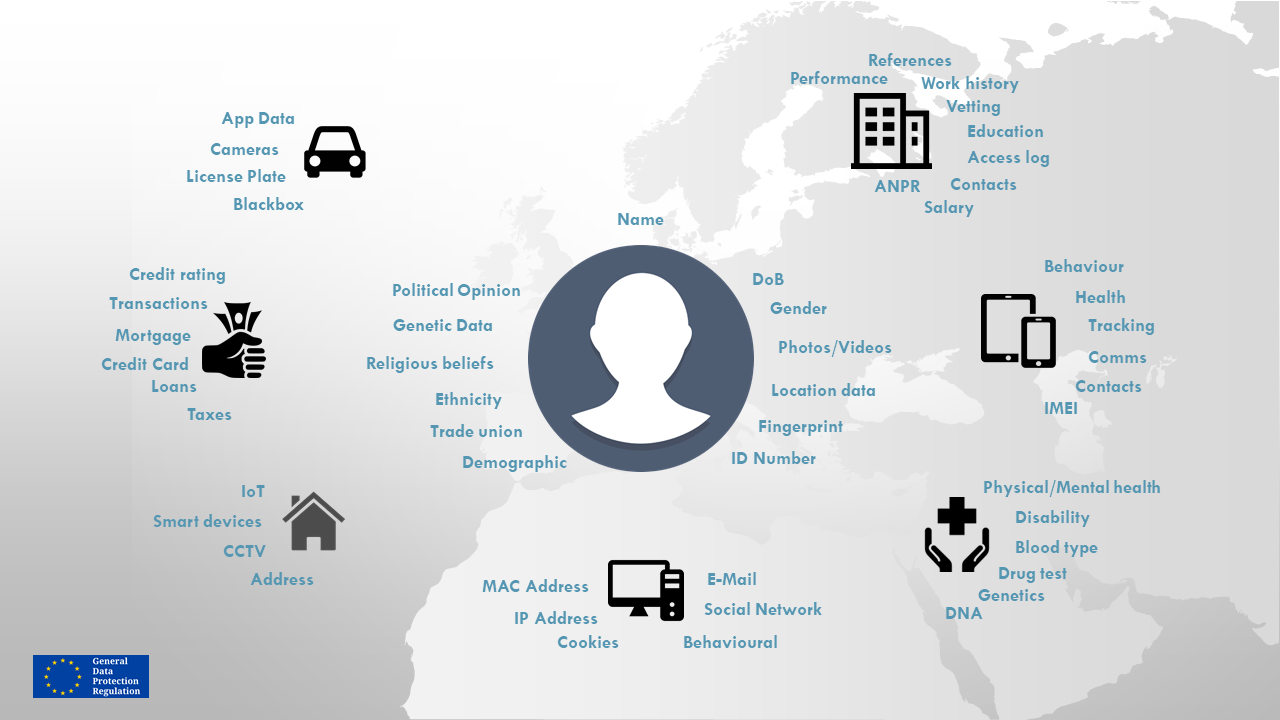 References
Performance
Work history
Vetting
Education
Access log
Contacts
ANPR
Salary
App Data
Cameras
License Plate
Blackbox
Name
Political Opinion
Genetic Data
Religious beliefs
Ethnicity
Trade union
Demographic
DoB
Gender
Photos/Videos
Location data
Fingerprint
ID Number
Credit rating
Transactions
Mortgage
Credit Card
Loans
Taxes
Behaviour
Health
Tracking
Comms
Contacts
IMEI
IoT
Smart devices
CCTV
Address
MAC Address
IP Address
Cookies
E-Mail
Social Network
Behavioural
Physical/Mental health
Disability
Blood type
Drug test
Genetics
DNA
General
Data
Protection
Regulation